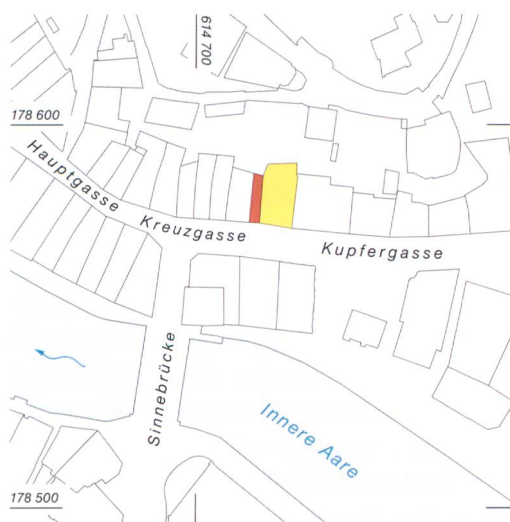 614 700
178 600
Hauptgasse
Kreuzgasse
Kupfergasse
Sinnebrücke
Innere Aare
178 500